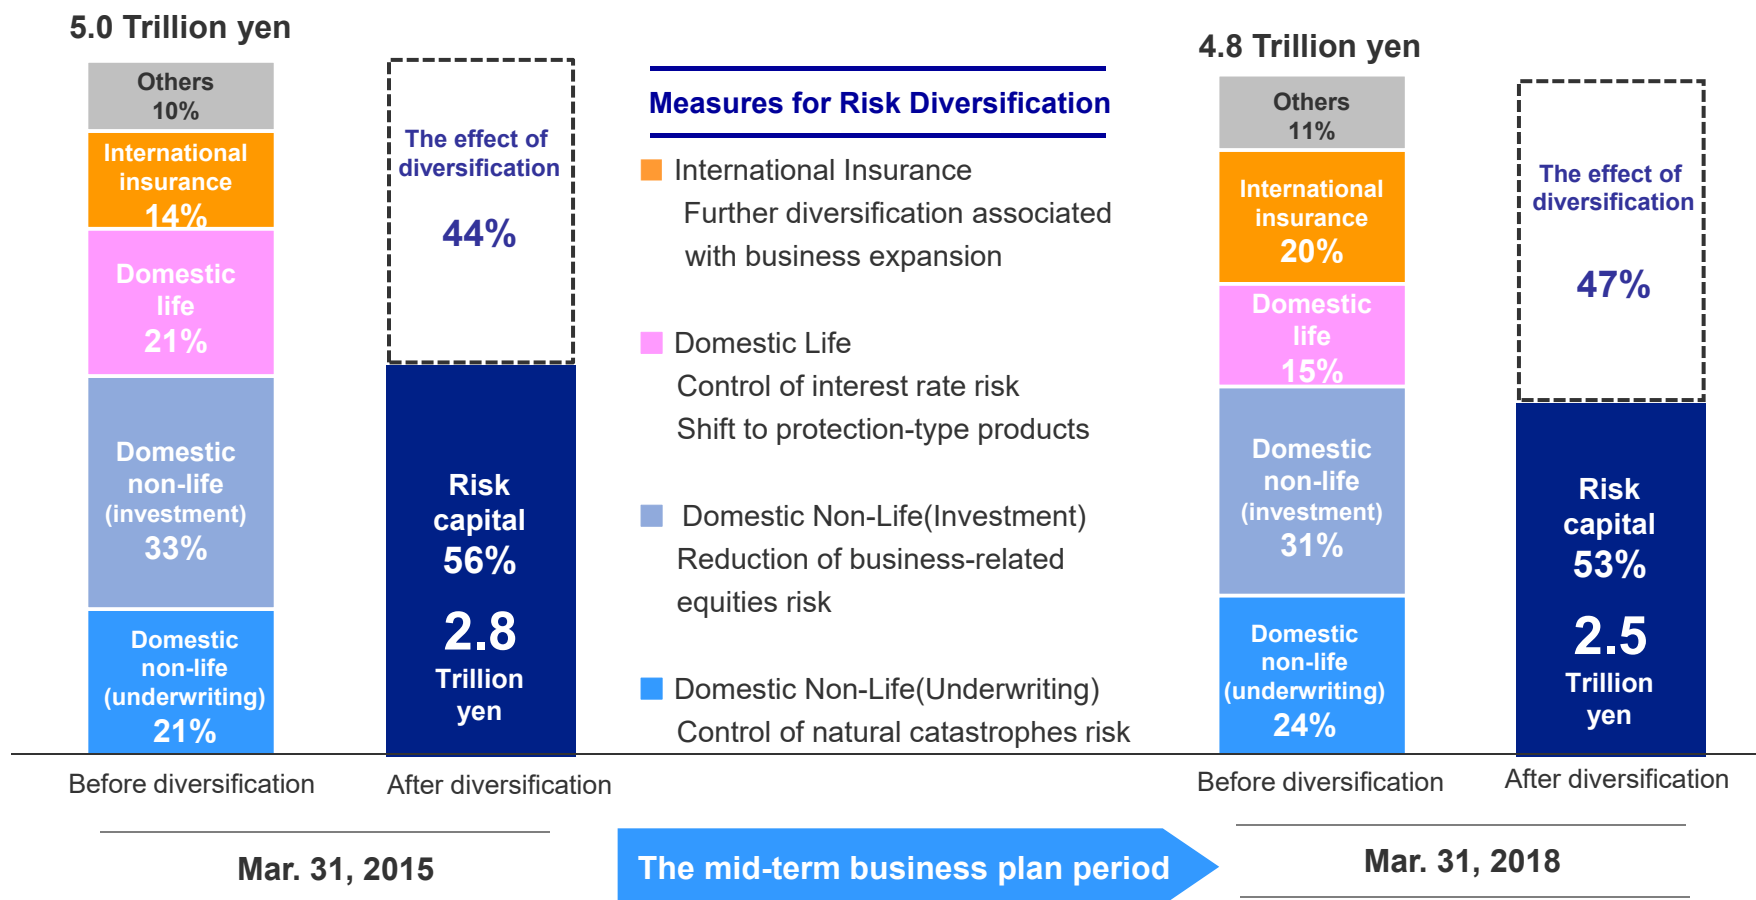 5.0 Trillion yen
Others
10%
International
insurance
14%
Domestic
life
21%
Domestic
non-life
(investment)
33%
Domestic
non-life
(underwriting)
21%
Before diversification
The effect of
diversification
44%
Risk
capital
56%
2.8
Trillion
yen
After diversification
Mar. 31, 2015
Measures for Risk Diversification
International Insurance
Further diversification associated
with business expansion
Domestic Life
Control of interest rate risk
Shift to protection-type products
Domestic Non-Life(Investment)
Reduction of business-related
equities risk
Domestic Non-Life(Underwriting)
Control of natural catastrophes risk
The mid-term business plan period
4.8 Trillion yen
Others
11%
International
insurance
20%
Domestic
life
15%
Domestic
non-life
(investment)
31%
Domestic
non-life
(underwriting)
24%
Before diversification
The effect of
diversification
47%
Risk
capital
53%
2.5
Trillion
yen
After diversification
Mar. 31, 2018